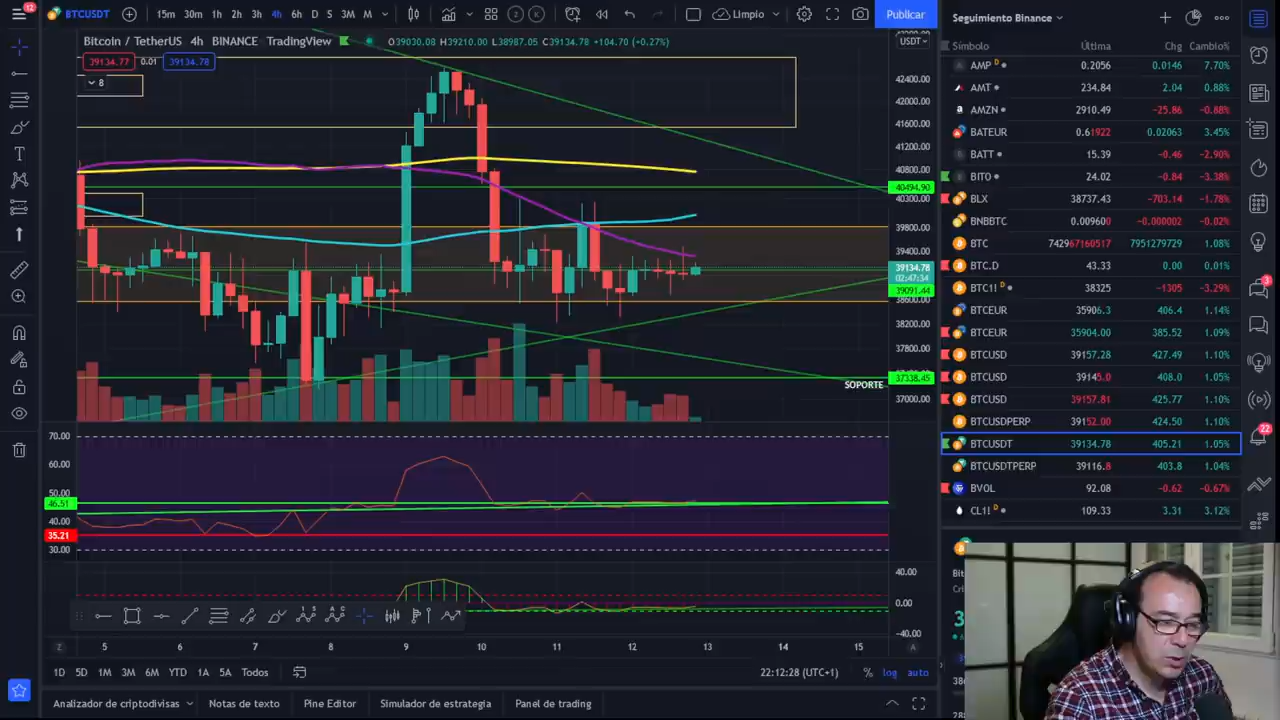 12
BTCUSDT
15m 30m 1h 2h 3h 4h 6h D S 3M M
Limpio
Publicar
Bitcoin / TetherUS 4h BINANCE TradingView
O39030.08 H39210.00 L38987.05 C39134.78 +104.70 (+0.27%)
39134.77 0.01 39134.78
8
USDT
42400.00
42000.00
41600.00
41200.00
40800.00
40494.90
40300.00
39800.00
39400.00
39134.78
02:47:34
39091.44
38600.00
38200.00
37800.00
SOPORTE
37338.45
37000.00
70.00
60.00
50.00
46.51
40.00
35.21
30.00
40.00
0.00
-40.00
5 6 7 8 9 10 11 12 13 14 15
1D 5D 1M 3M 6M YTD 1A 5A Todos
22:12:28 (UTC+1) % log auto
Analizador de criptodivisas Notas de texto Pine Editor Simulador de estrategia Panel de trading
Seguimiento Binance
Símbolo Última Chg Cambio%
AMP D 0.2056 0.0146 7.70%
AMT 234.84 2.04 0.88%
AMZN 2910.49 -25.86 -0.88%
BATEUR 0.61922 0.02063 3.45%
BATT 15.39 -0.46 -2.90%
BITO 24.02 -0.84 -3.38%
BLX 38737.43 -703.14 -1.78%
BNBBTC 0.009960 -0.000002 -0.02%
BTC 742967160517 7951279729 1.08%
BTC.D 43.33 0.00 0.01%
BTC1! D 38325 -1305 -3.29%
BTCEUR 35906.3 406.4 1.14%
BTCEUR 35904.00 385.52 1.09%
BTCUSD 39157.28 427.49 1.10%
BTCUSD 39145.0 408.0 1.05%
BTCUSD 39157.81 425.77 1.10%
BTCUSDPERP 39152.00 424.50 1.10%
BTCUSDT 39134.78 405.21 1.05%
BTCUSDTPERP 39116.8 403.8 1.04%
BVOL 92.08 -0.62 -0.67%
CL1! D 109.33 3.31 3.12%
3
22